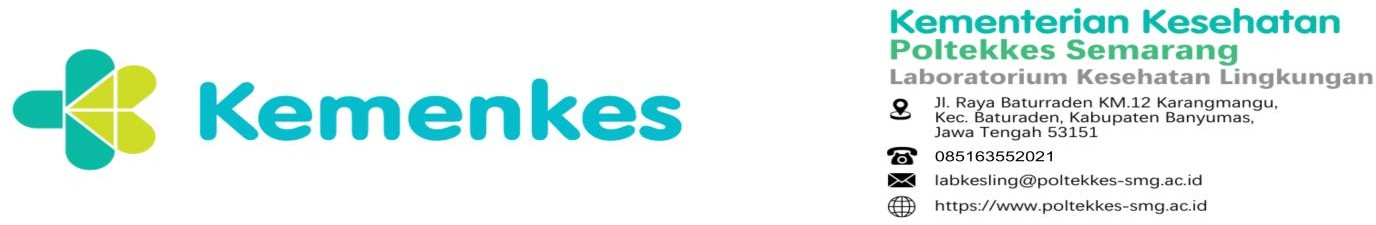 Kemenkes
Kementerian Kesehatan
Poltekkes Semarang
Laboratorium Kesehatan Lingkungan
Jl. Raya Baturraden KM.12 Karangmangu,
Kec. Baturaden, Kabupaten Banyumas,
Jawa Tengah 53151
085163552021
labkesling@poltekkes-smg.ac.id
https://www.poltekkes-smg.ac.id